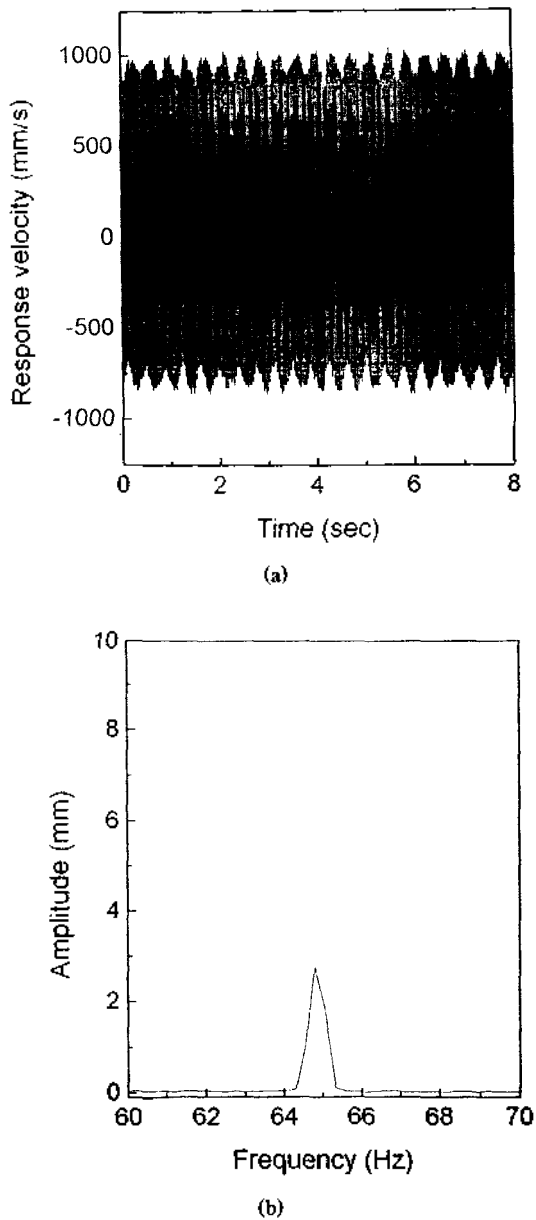 1000
500
0
-500
-1000
Response velocity (mm/s)
0 2 4 6 8
Time (sec)
(a)
10
8
6
4
2
0
Amplitude (mm)
60 62 64 66 68 70
Frequency (Hz)
(b)